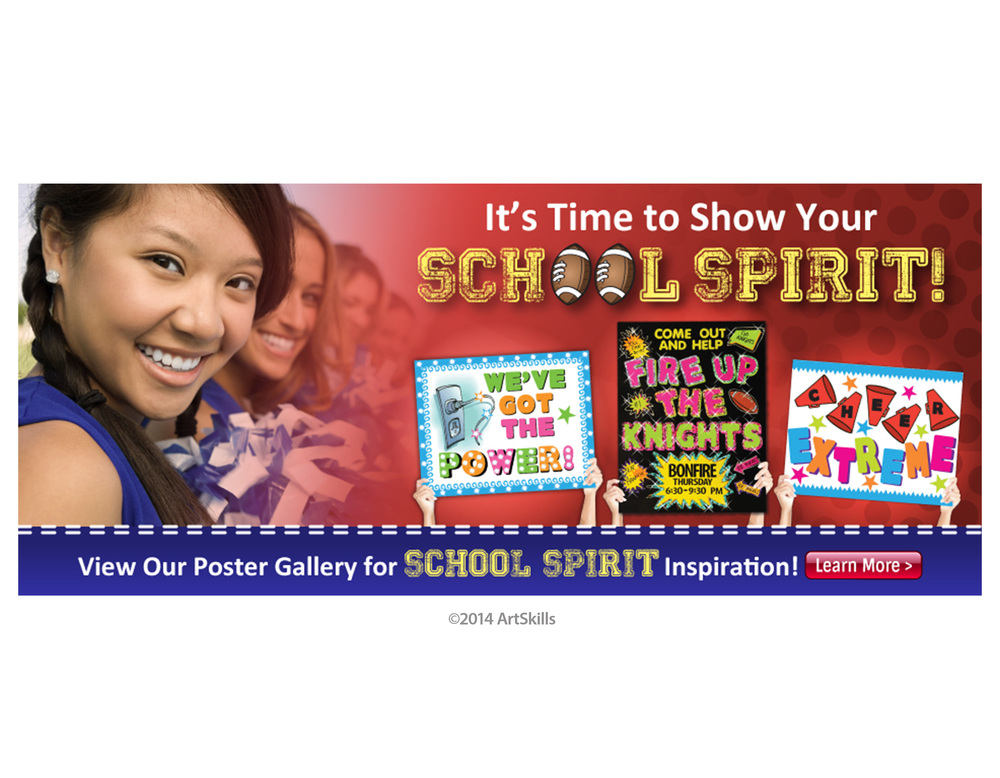 It's Time to Show Your
SCHOOL SPIRIT!
WE'VE
GOT
THE
POWER!
COME OUT
AND HELP
FIRE UP
THE
KNIGHTS
BONFIRE
THURSDAY
6:30-9:30 PM
CHEER
EXTREME
View Our Poster Gallery for SCHOOL SPIRIT Inspiration! Learn More >
©2014 ArtSkills